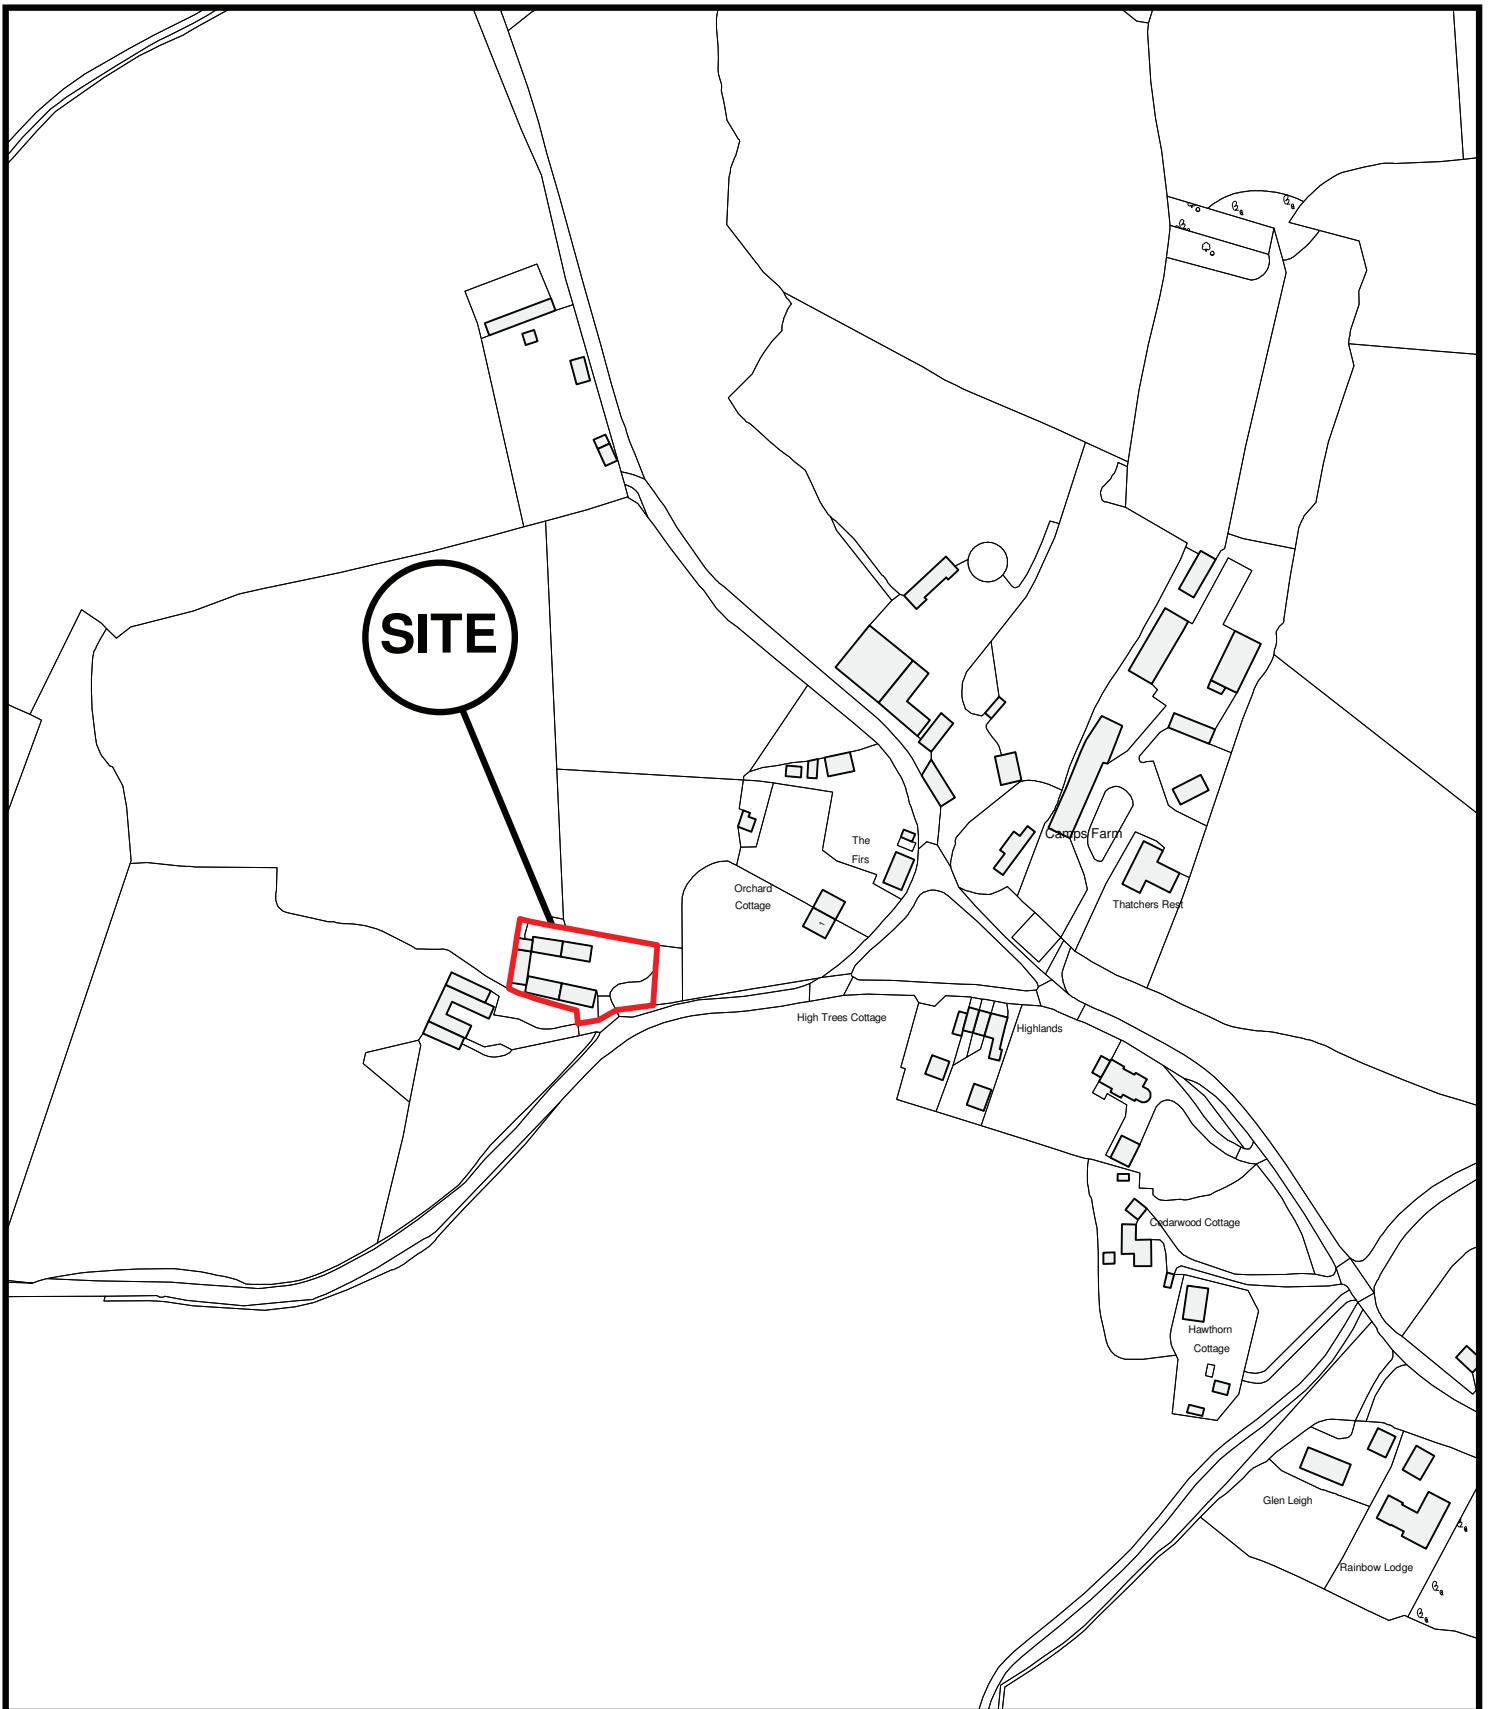 SITE
Camps Farm
The
Firs
Orchard
Cottage
Thatchers Rest
1
High Trees Cottage
Highlands
Cedarwood Cottage
Hawthorn
Cottage
Glen Leigh
Rainbow Lodge